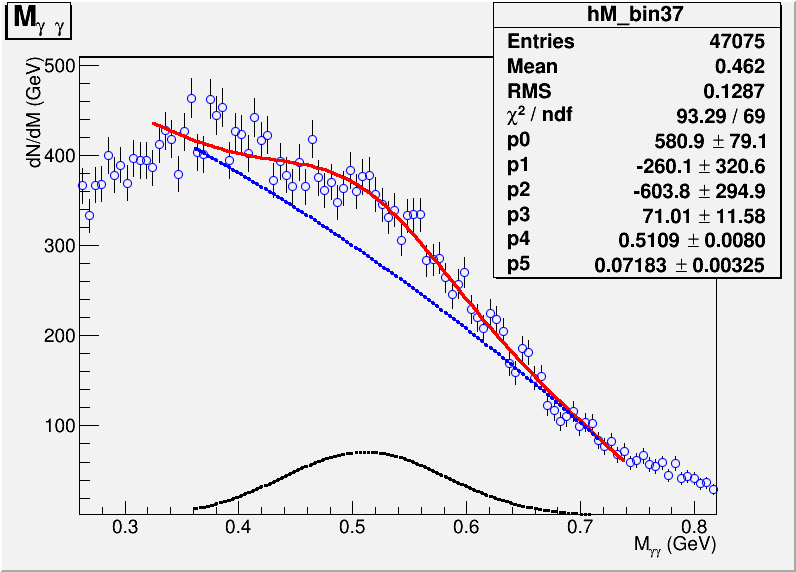 M γ γ
hM_bin37
Entries 47075
Mean 0.462
RMS 0.1287
χ² / ndf 93.29 / 69
p0 580.9 ± 79.1
p1 -260.1 ± 320.6
p2 -603.8 ± 294.9
p3 71.01 ± 11.58
p4 0.5109 ± 0.0080
p5 0.07183 ± 0.00325
dN/dM (GeV)
500
400
300
200
100
0.3 0.4 0.5 0.6 0.7 0.8
Mγγ (GeV)